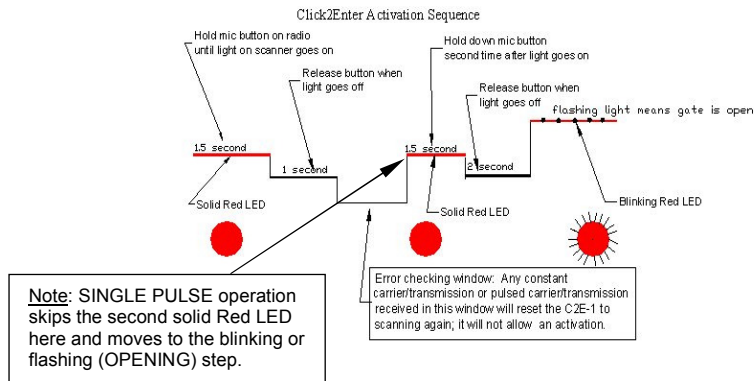 Click2Enter Activation Sequence
Hold mic button on radio
until light on scanner goes on
Hold down mic button
second time after light goes on
Release button when
light goes off
Release button when
light goes off
flashing light means gate is open
1.5 second
1 second
1.5 second
2 second
Solid Red LED
Solid Red LED
Blinking Red LED
Note: SINGLE PULSE operation
skips the second solid Red LED
here and moves to the blinking or
flashing (OPENING) step.
Error checking window: Any constant
carrier/transmission or pulsed carrier/transmission
received in this window will reset the C2E-1 to
scanning again; it will not allow an activation.